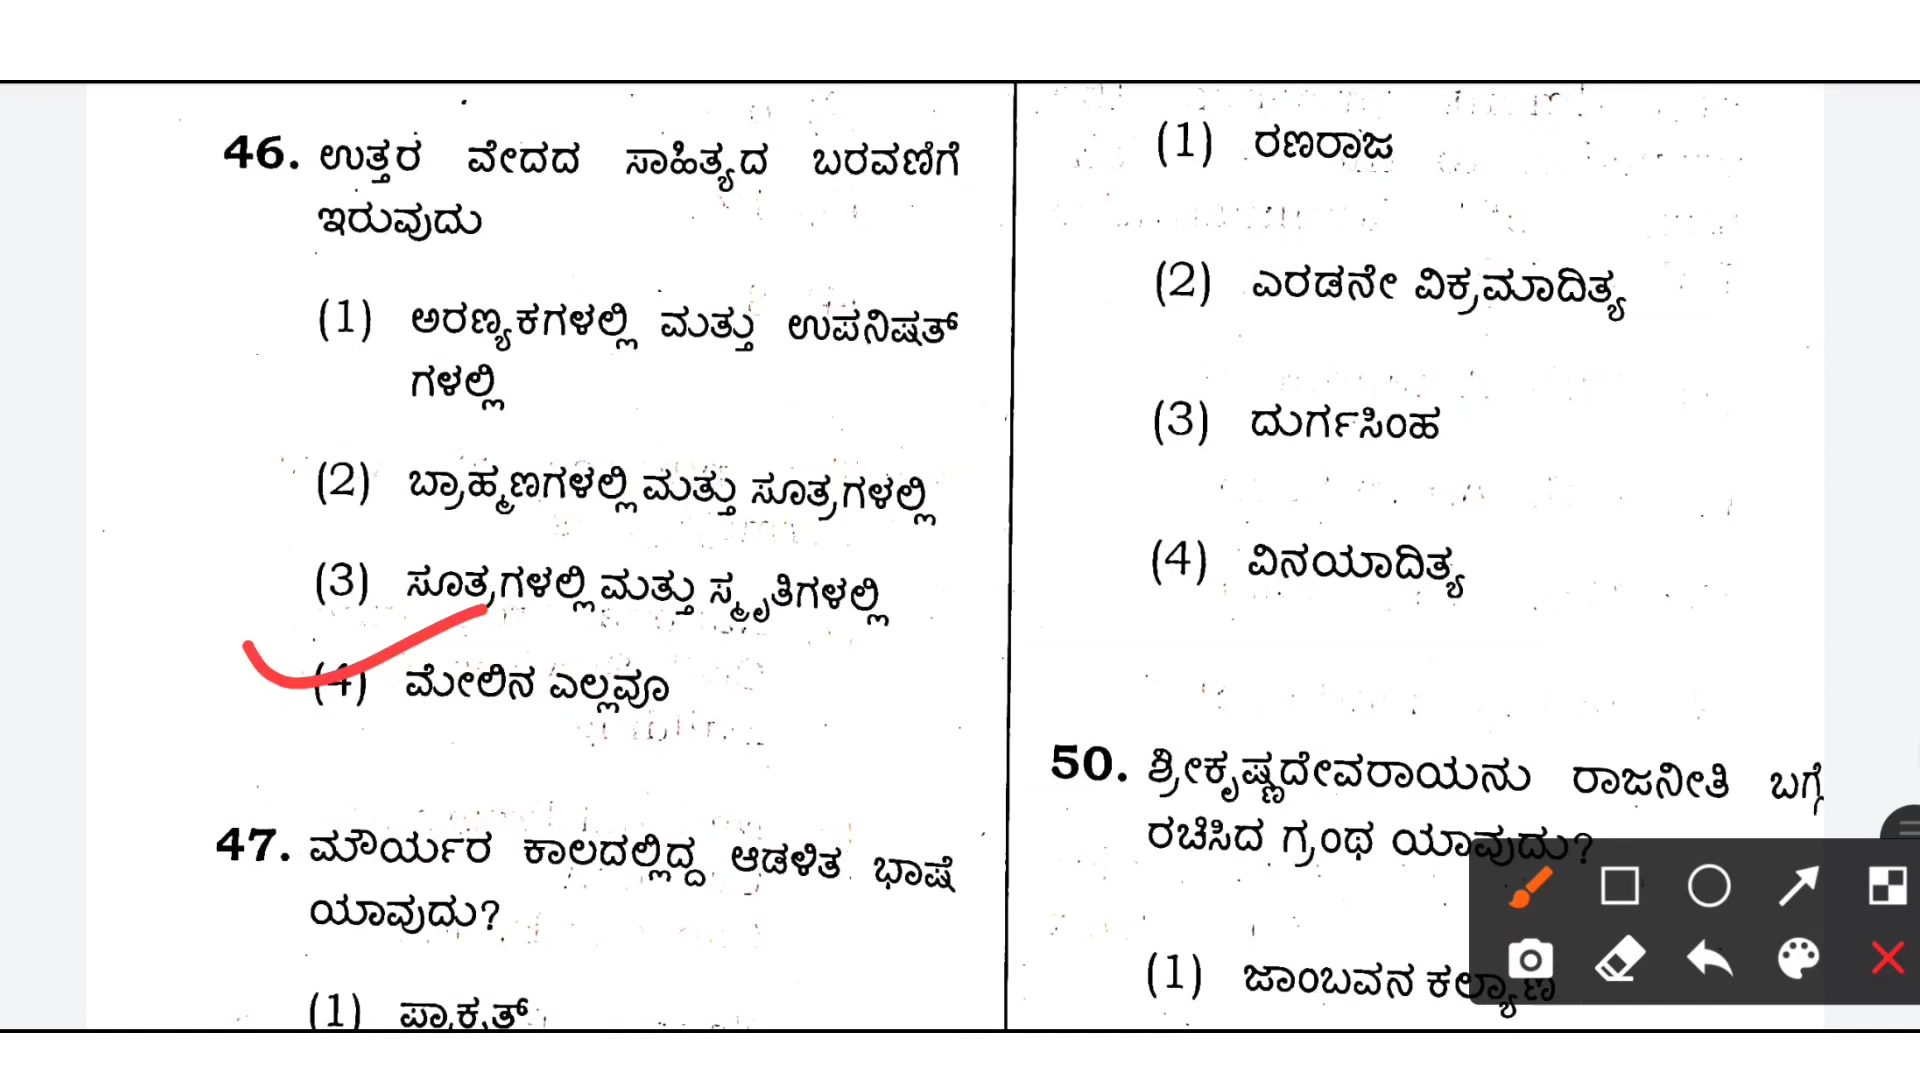 46. ಉತ್ತರ ವೇದದ ಸಾಹಿತ್ಯದ ಬರವಣಿಗೆ
ಇರುವುದು
(1) ಅರಣ್ಯಕಗಳಲ್ಲಿ ಮತ್ತು ಉಪನಿಷತ್
ಗಳಲ್ಲಿ
(2) ಬ್ರಾಹ್ಮಣಗಳಲ್ಲಿ ಮತ್ತು ಸೂತ್ರಗಳಲ್ಲಿ
(3) ಸೂತ್ರಗಳಲ್ಲಿ ಮತ್ತು ಸ್ಮೃತಿಗಳಲ್ಲಿ
(4) ಮೇಲಿನ ಎಲ್ಲವೂ
47. ಮೌರ್ಯರ ಕಾಲದಲ್ಲಿದ್ದ ಆಡಳಿತ ಭಾಷೆ
ಯಾವುದು?
(1) ಪ್ರಾಕೃತ್
(1) ರಣರಾಜ
(2) ಎರಡನೇ ವಿಕ್ರಮಾದಿತ್ಯ
(3) ದುರ್ಗಸಿಂಹ
(4) ವಿನಯಾದಿತ್ಯ
50. ಶ್ರೀಕೃಷ್ಣದೇವರಾಯನು ರಾಜನೀತಿ ಬಗ್ಗೆ
ರಚಿಸಿದ ಗ್ರಂಥ ಯಾವುದು?
(1) ಜಾಂಬವನ ಕಲ್ಯಾಣ